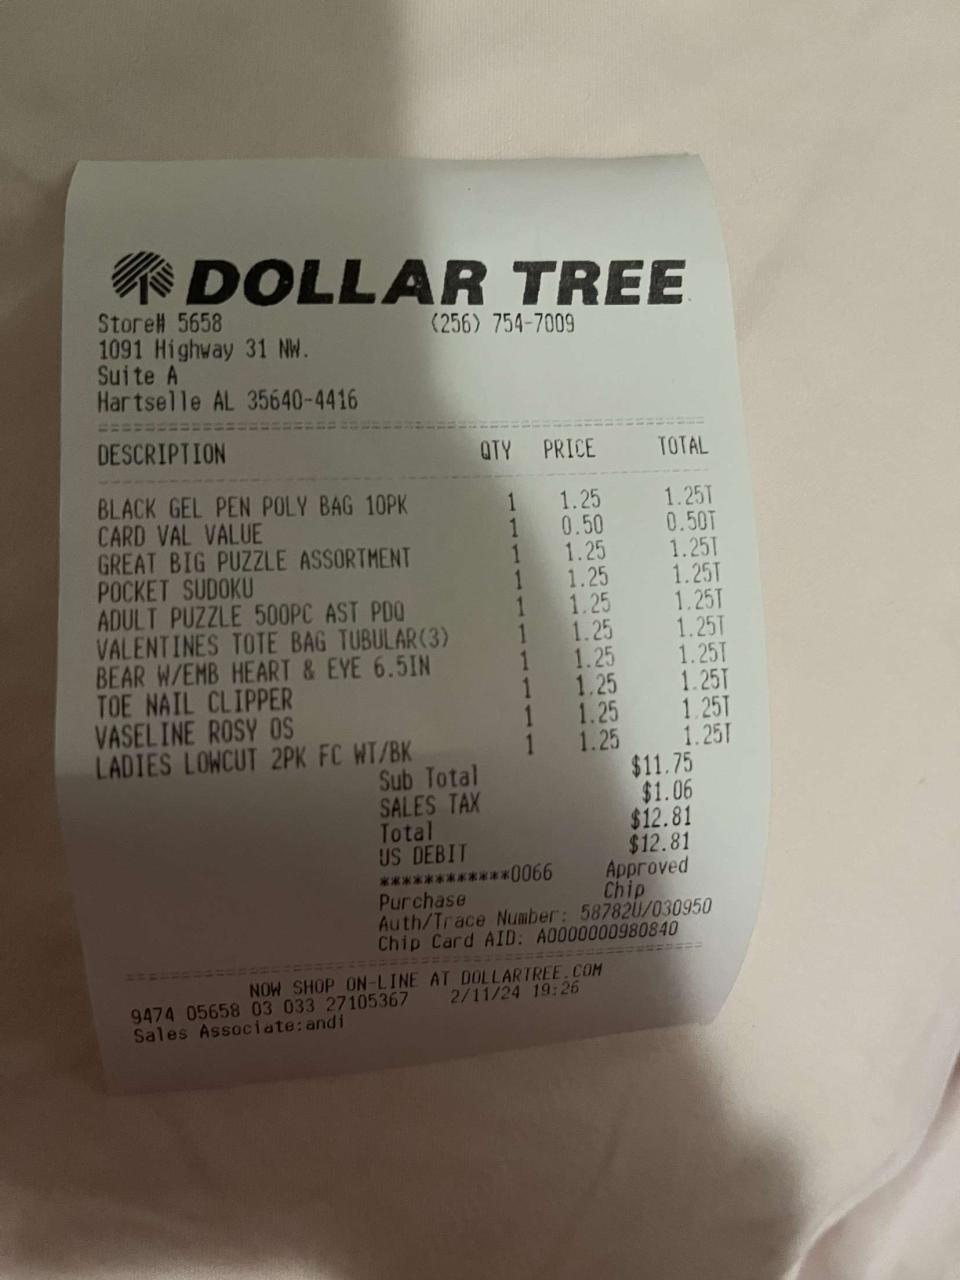 DOLLAR TREE
Store# 5658 (256) 754-7009
1091 Highway 31 NW.
Suite A
Hartselle AL 35640-4416
DESCRIPTION QTY PRICE TOTAL
BLACK GEL PEN POLY BAG 10PK 1 1.25 1.25T
CARD VAL VALUE 1 0.50 0.50T
GREAT BIG PUZZLE ASSORTMENT 1 1.25 1.25T
POCKET SUDOKU 1 1.25 1.25T
ADULT PUZZLE 500PC AST PDQ 1 1.25 1.25T
VALENTINES TOTE BAG TUBULAR(3) 1 1.25 1.25T
BEAR W/EMB HEART & EYE 6.5IN 1 1.25 1.25T
TOE NAIL CLIPPER 1 1.25 1.25T
VASELINE ROSY OS 1 1.25 1.25T
LADIES LOWCUT 2PK FC WT/BK 1 1.25 1.25T
Sub Total $11.75
SALES TAX $1.06
Total $12.81
US DEBIT $12.81
************0066 Approved
Purchase Chip
Auth/Trace Number: 58782U/030950
Chip Card AID: A0000000980840
NOW SHOP ON-LINE AT DOLLARTREE.COM
9474 05658 03 033 27105367 2/11/24 19:26
Sales Associate:andi